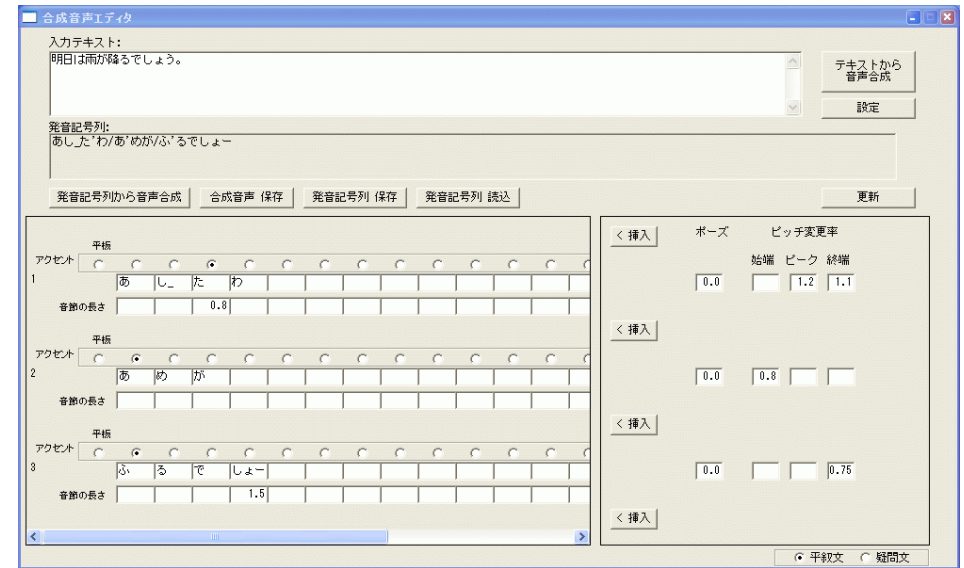 合成音声エディタ
入力テキスト:
明日は雨が降るでしょう。
テキストから
音声合成
設定
発音記号列:
あし_た'わ/あ'めが/ふ'るでしょー
発音記号列から音声合成 合成音声 保存 発音記号列 保存 発音記号列 読込 更新
< 挿入 ポーズ ピッチ変更率
平板
アクセント 始端 ピーク 終端
1 あ し_ た わ 0.0 1.2 1.1
音節の長さ 0.8
< 挿入
平板
アクセント
2 あ め が 0.0 0.8
音節の長さ
< 挿入
平板
アクセント
3 ふ る で しょー 0.0 0.75
音節の長さ 1.5
< 挿入
平叙文 疑問文